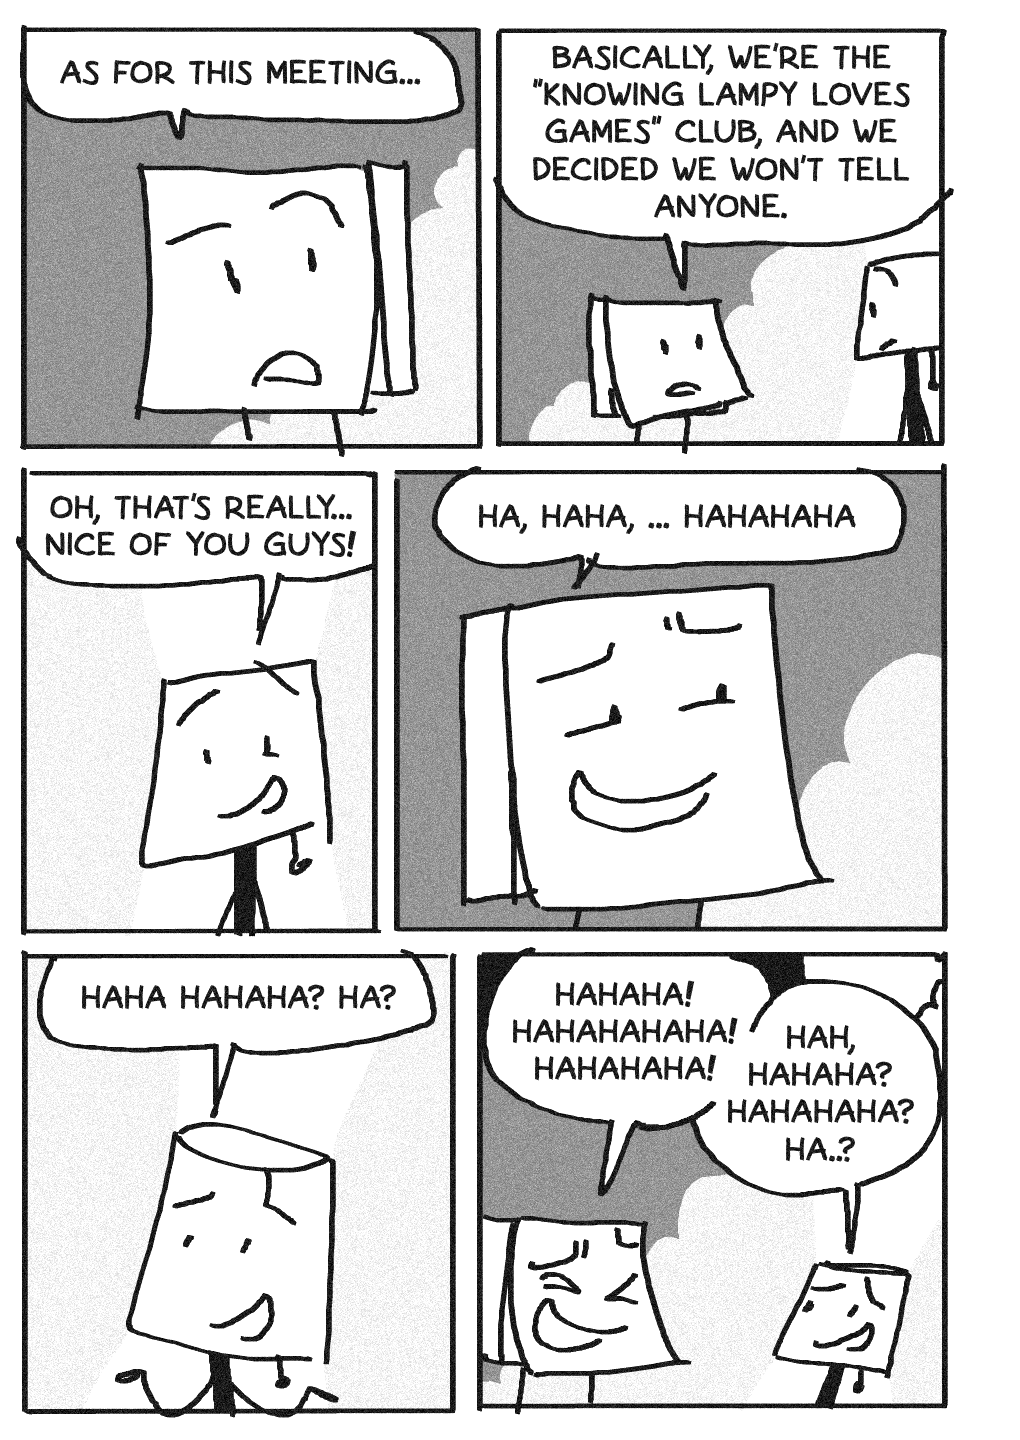 AS FOR THIS MEETING...
BASICALLY, WE'RE THE
"KNOWING LAMPY LOVES
GAMES" CLUB, AND WE
DECIDED WE WON'T TELL
ANYONE.
OH, THAT'S REALLY...
NICE OF YOU GUYS!
HA, HAHA, ... HAHAHAHA
HAHA HAHAHA? HA?
HAHAHA!
HAHAHAHAHA!
HAHAHAHA!
HAH,
HAHAHA?
HAHAHAHA?
HA..?